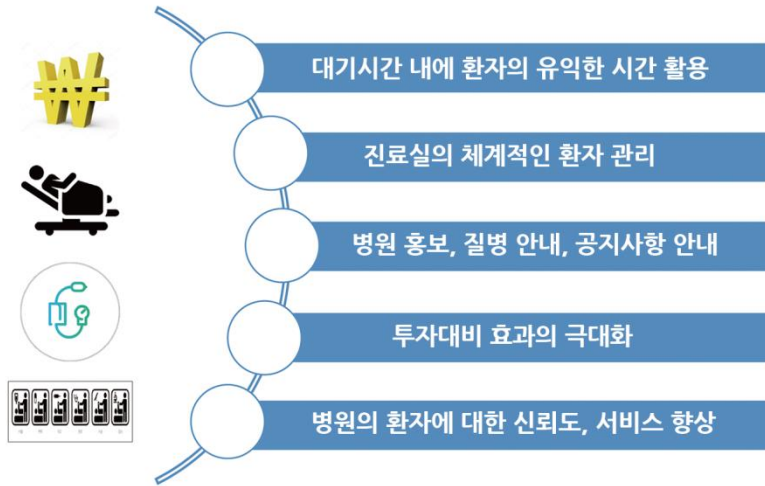 대기시간 내에 환자의 유익한 시간 활용
진료실의 체계적인 환자 관리
병원 홍보, 질병 안내, 공지사항 안내
투자대비 효과의 극대화
병원의 환자에 대한 신뢰도, 서비스 향상